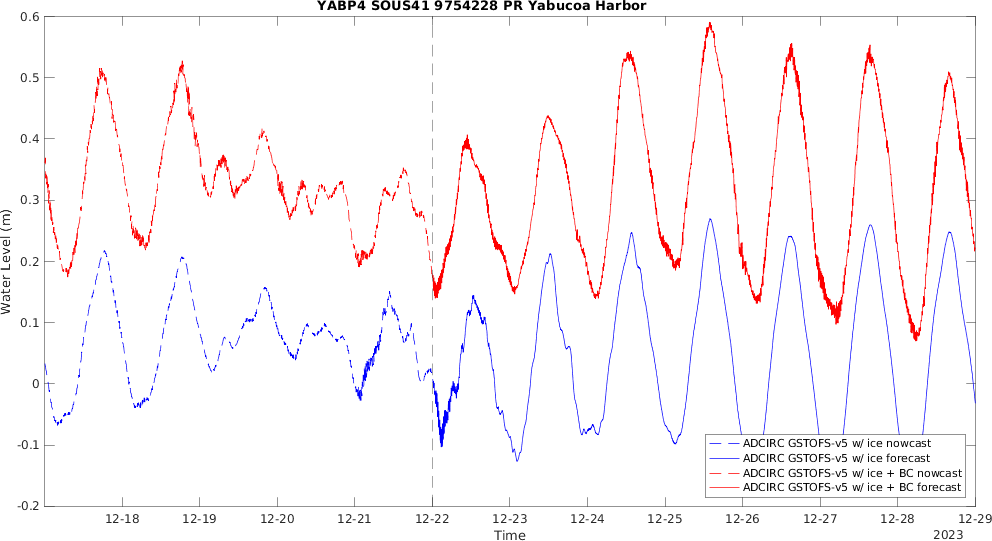 YABP4 SOUS41 9754228 PR Yabucoa Harbor
0.6
0.5
0.4
0.3
0.2
0.1
0
-0.1
-0.2
Water Level (m)
ADCIRC GSTOFS-v5 w/ ice nowcast
ADCIRC GSTOFS-v5 w/ ice forecast
ADCIRC GSTOFS-v5 w/ ice + BC nowcast
ADCIRC GSTOFS-v5 w/ ice + BC forecast
12-18 12-19 12-20 12-21 12-22 12-23 12-24 12-25 12-26 12-27 12-28 12-29
Time
2023